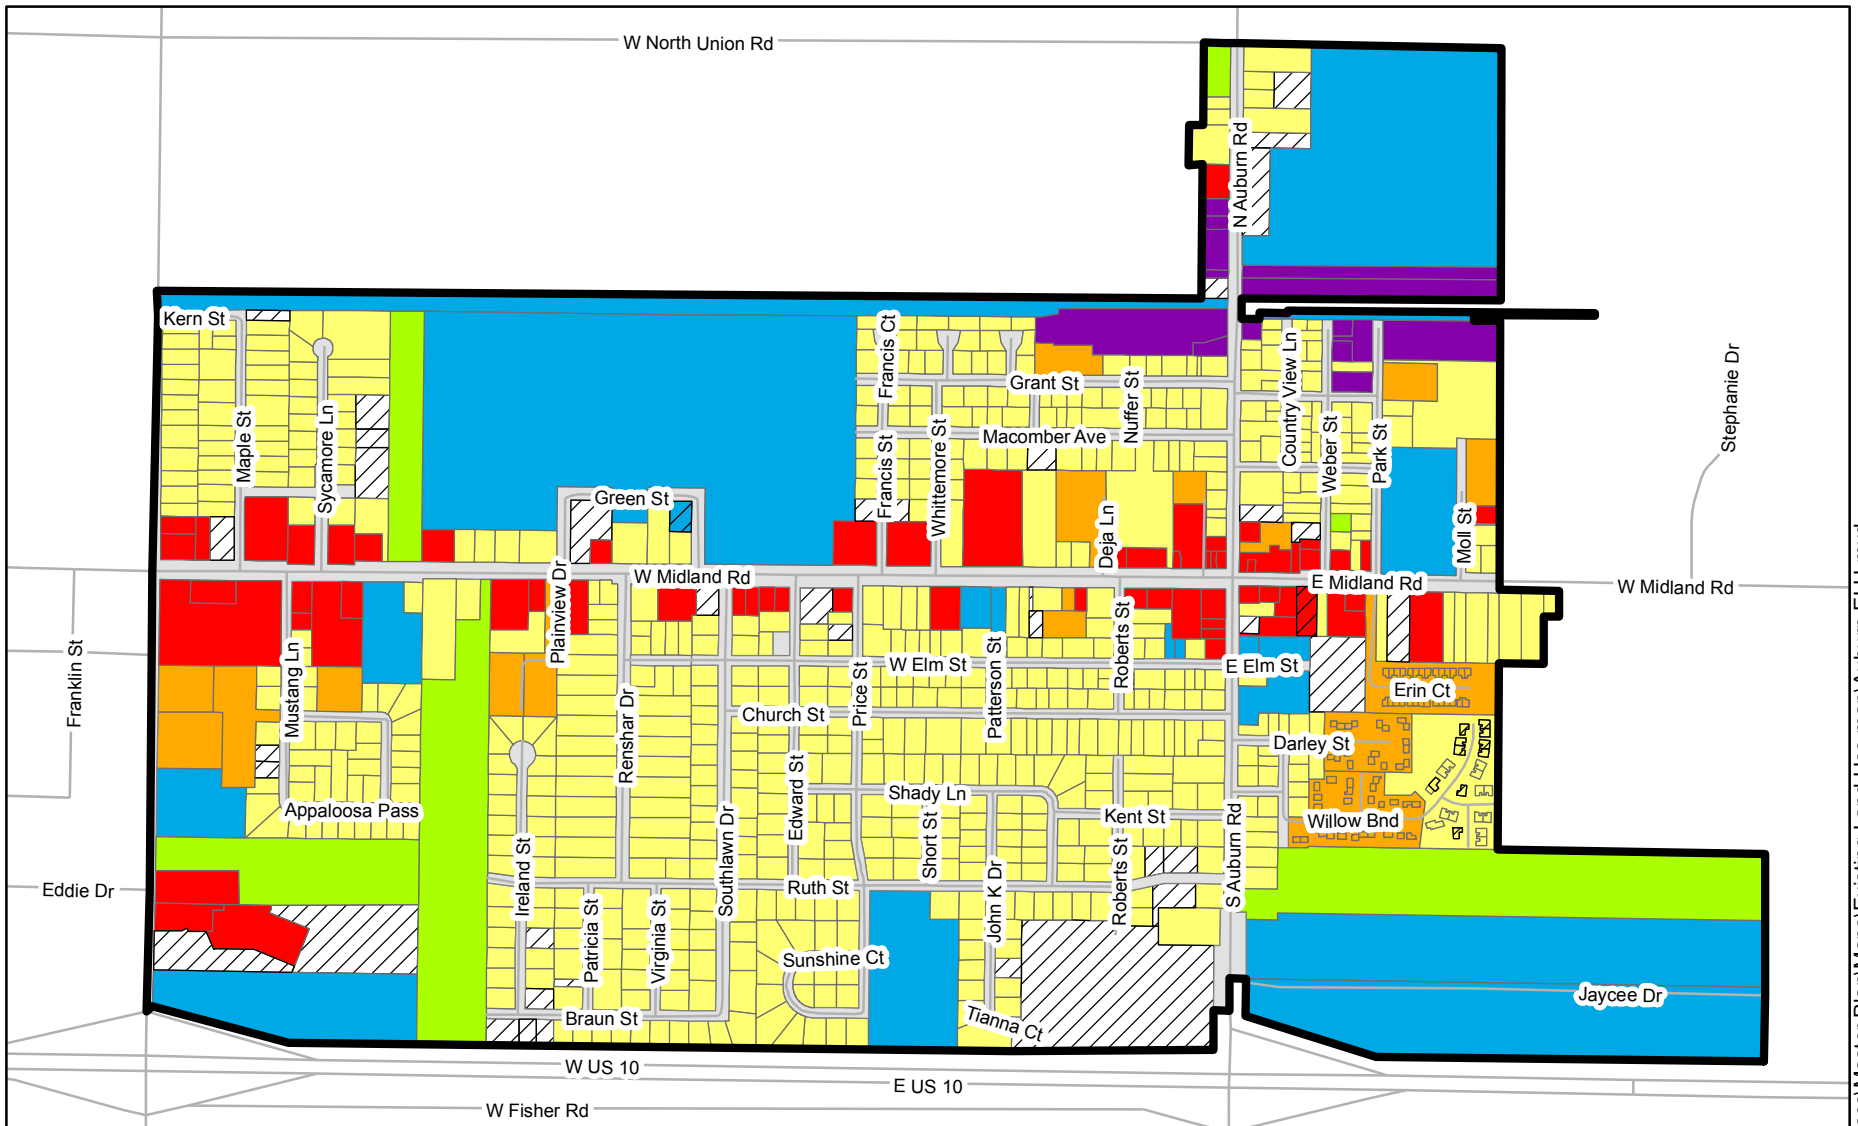 W North Union Rd
N Auburn Rd
Kern St
Francis Ct
Country View Ln
Stephanie Dr
Grant St
Nuffer St
Maple St
Sycamore Ln
Macomber Ave
Whittemore St
Francis St
Weber St
Park St
Green St
Deja Ln
Moll St
W Midland Rd
E Midland Rd
W Midland Rd
Plainview Dr
Franklin St
Mustang Ln
Renshar Dr
Price St
W Elm St
Patterson St
Roberts St
E Elm St
Erin Ct
Church St
Darley St
Edward St
Shady Ln
Appaloosa Pass
Southlawn Dr
Short St
Kent St
Willow Bnd
S Auburn Rd
Eddie Dr
Ireland St
Ruth St
John K Dr
Roberts St
Patricia St
Virginia St
Sunshine Ct
Jaycee Dr
Braun St
Tianna Ct
W US 10
E US 10
W Fisher Rd